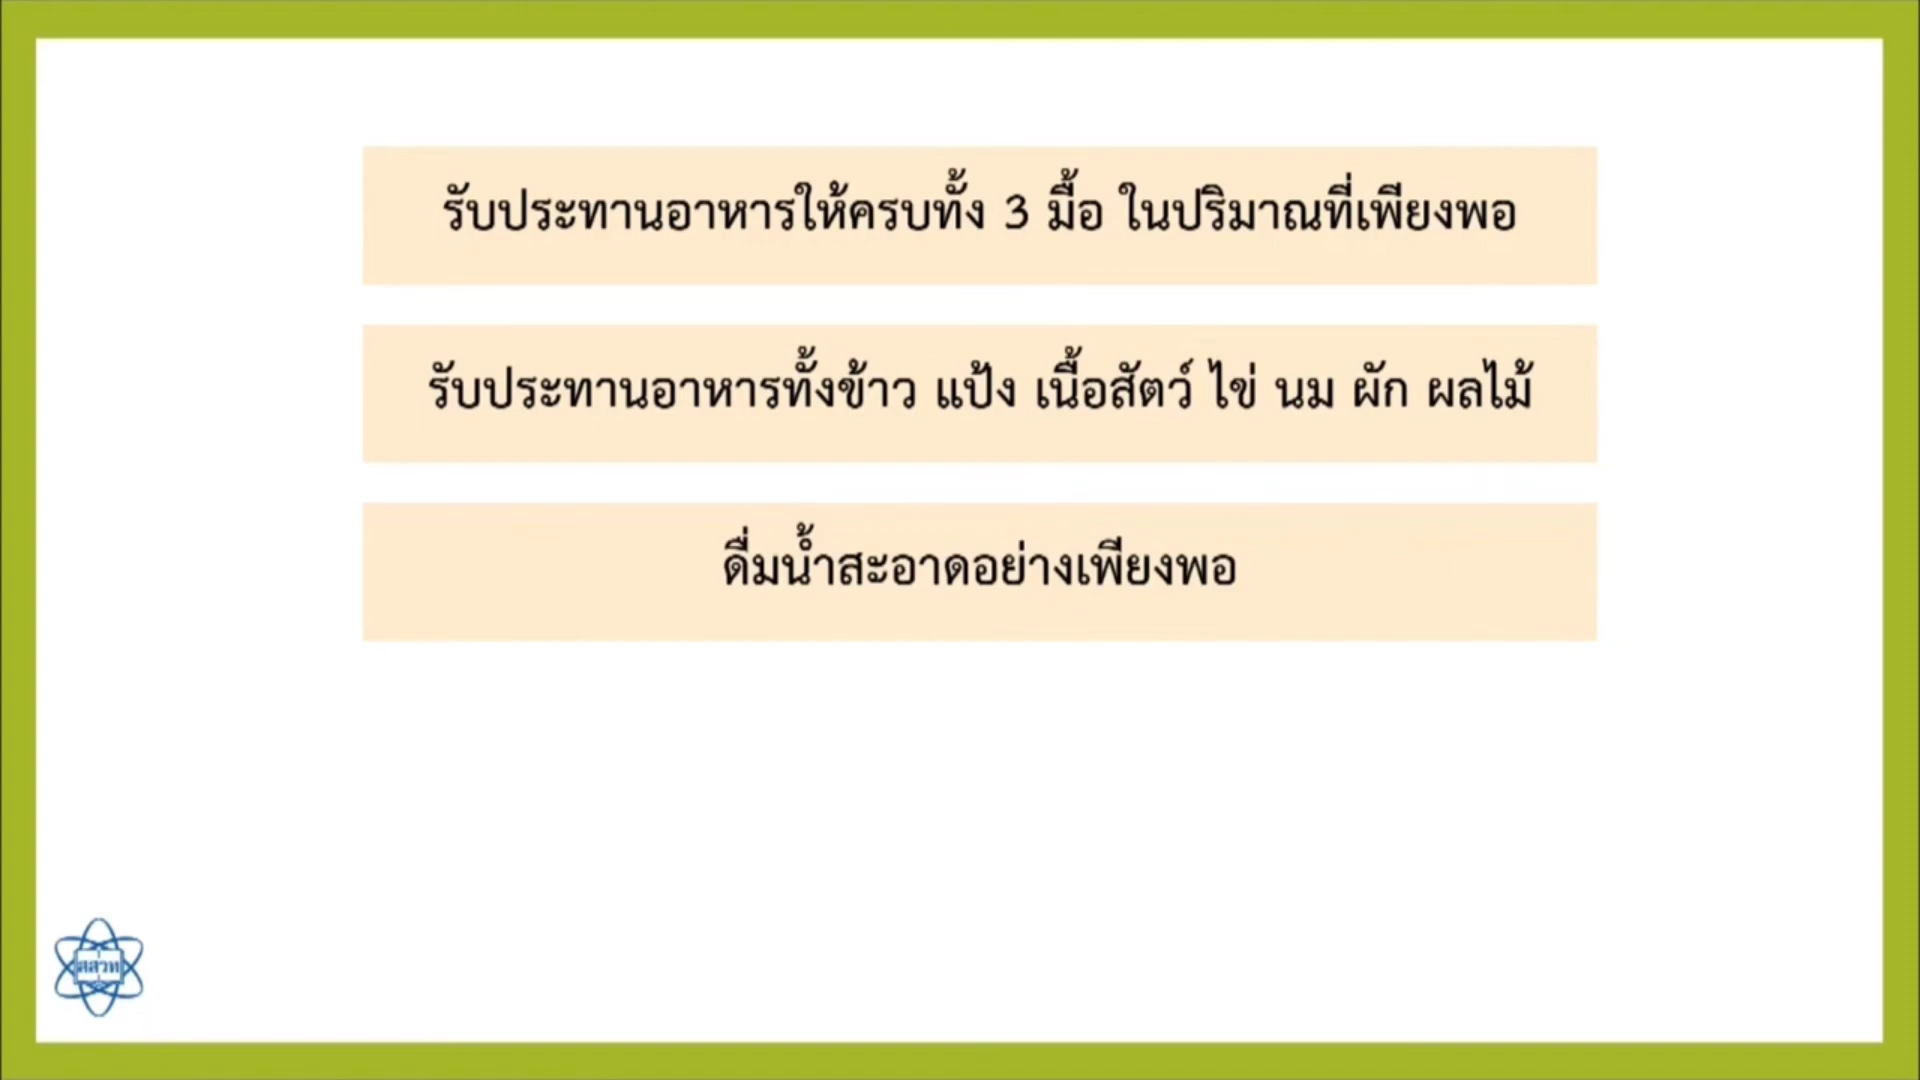 รับประทานอาหารให้ครบทั้ง 3 มื้อ ในปริมาณที่เพียงพอ
รับประทานอาหารทั้งข้าว แป้ง เนื้อสัตว์ ไข่ นม ผัก ผลไม้
ดื่มน้ำสะอาดอย่างเพียงพอ
สสวท